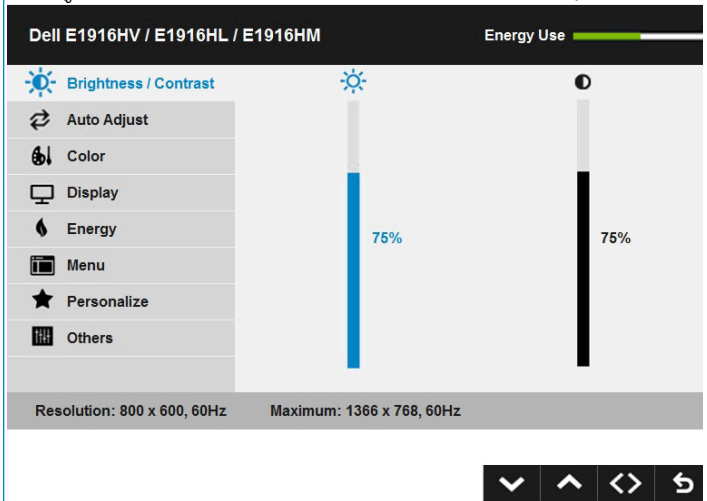 Dell E1916HV / E1916HL / E1916HM
Energy Use
Brightness / Contrast
Auto Adjust
Color
Display
Energy
75%
75%
Menu
Personalize
Others
Resolution: 800 x 600, 60Hz
Maximum: 1366 x 768, 60Hz